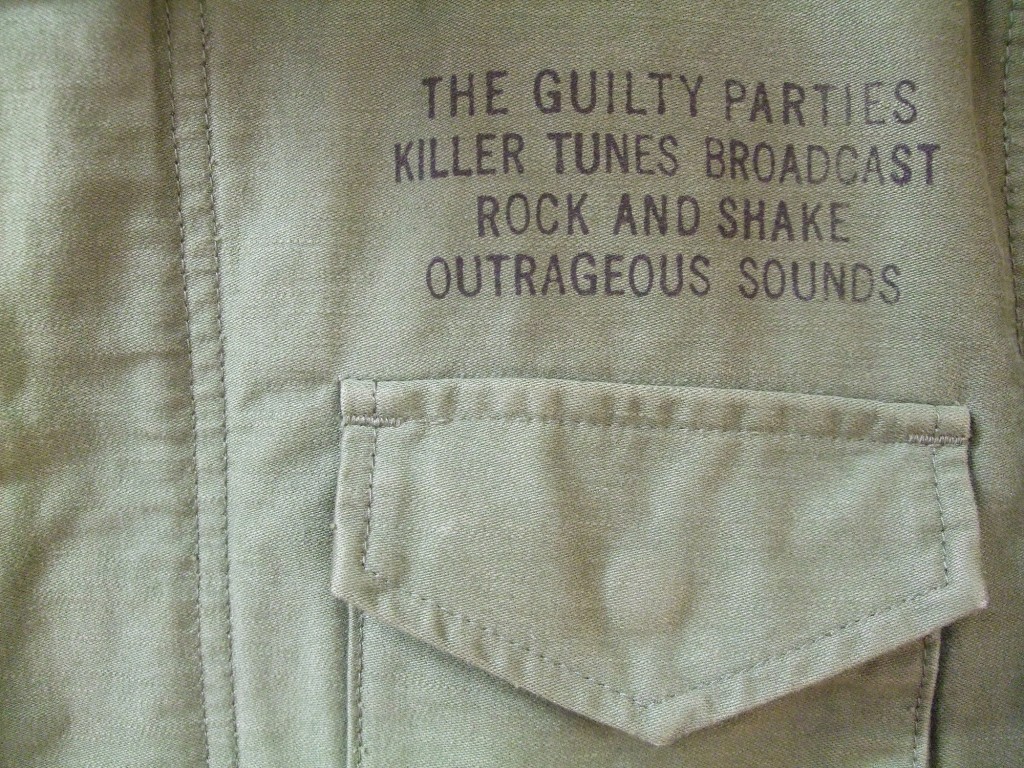 THE GUILTY PARTIES
KILLER TUNES BROADCAST
ROCK AND SHAKE
OUTRAGEOUS SOUNDS